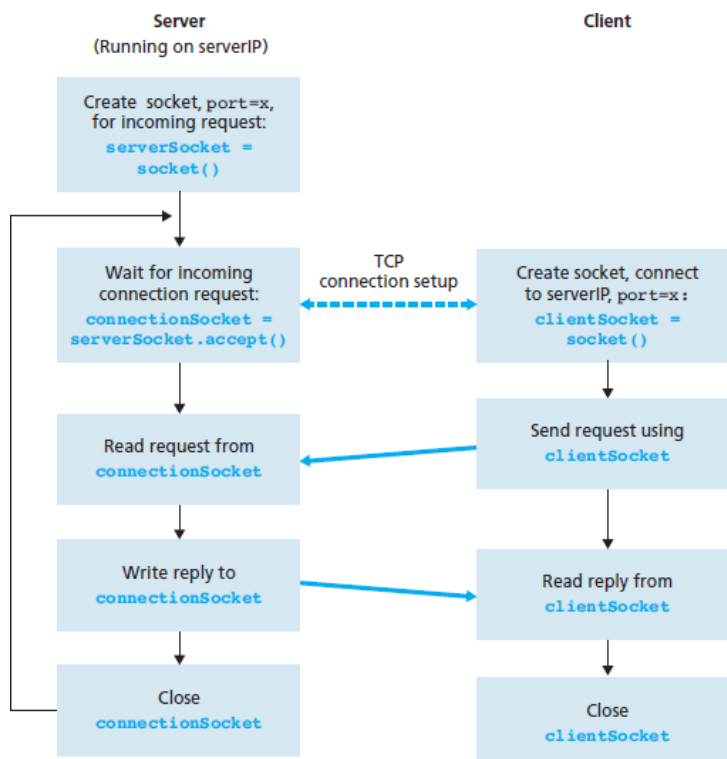 Server
(Running on serverIP)
Client
Create socket, port=x,
for incoming request:
serverSocket =
socket()
Wait for incoming
connection request:
connectionSocket =
serverSocket.accept()
TCP
connection setup
Create socket, connect
to serverIP, port=x:
clientSocket =
socket()
Read request from
connectionSocket
Send request using
clientSocket
Write reply to
connectionSocket
Read reply from
clientSocket
Close
connectionSocket
Close
clientSocket